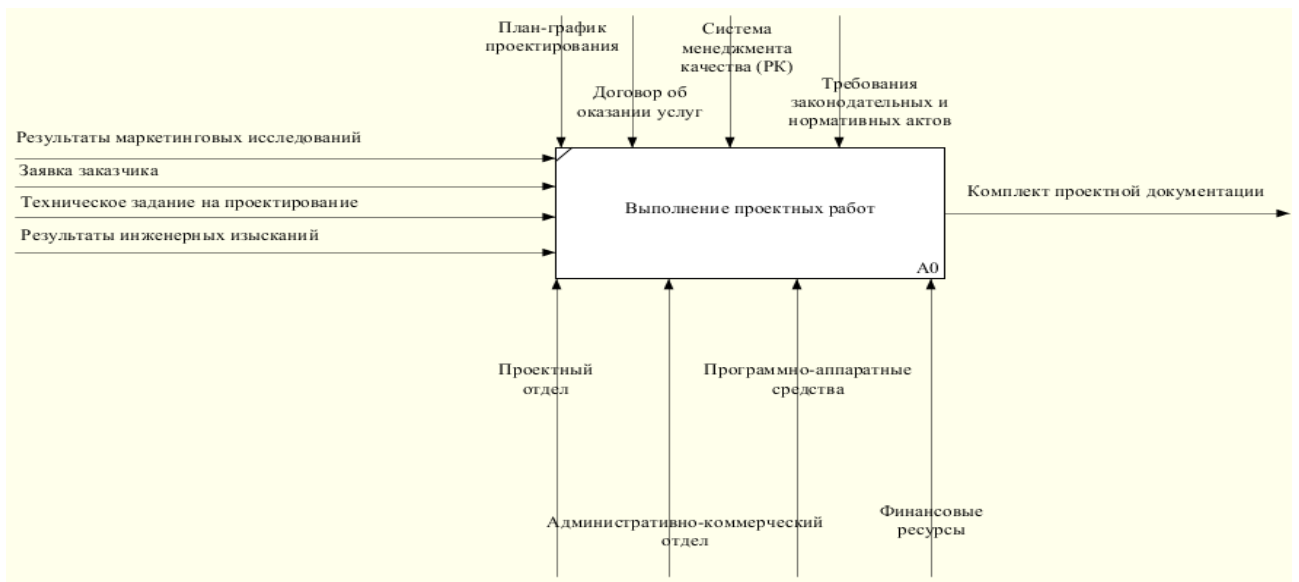 План-график
проектирования
Система
менеджмента
качества (РК)
Договор об
оказании услуг
Требования
законодательных и
нормативных актов
Результаты маркетинговых исследований
Заявка заказчика
Техническое задание на проектирование
Результаты инженерных изысканий
Выполнение проектных работ
A0
Комплект проектной документации
Проектный
отдел
Программно-аппаратные
средства
Административно-коммерческий
отдел
Финансовые
ресурсы